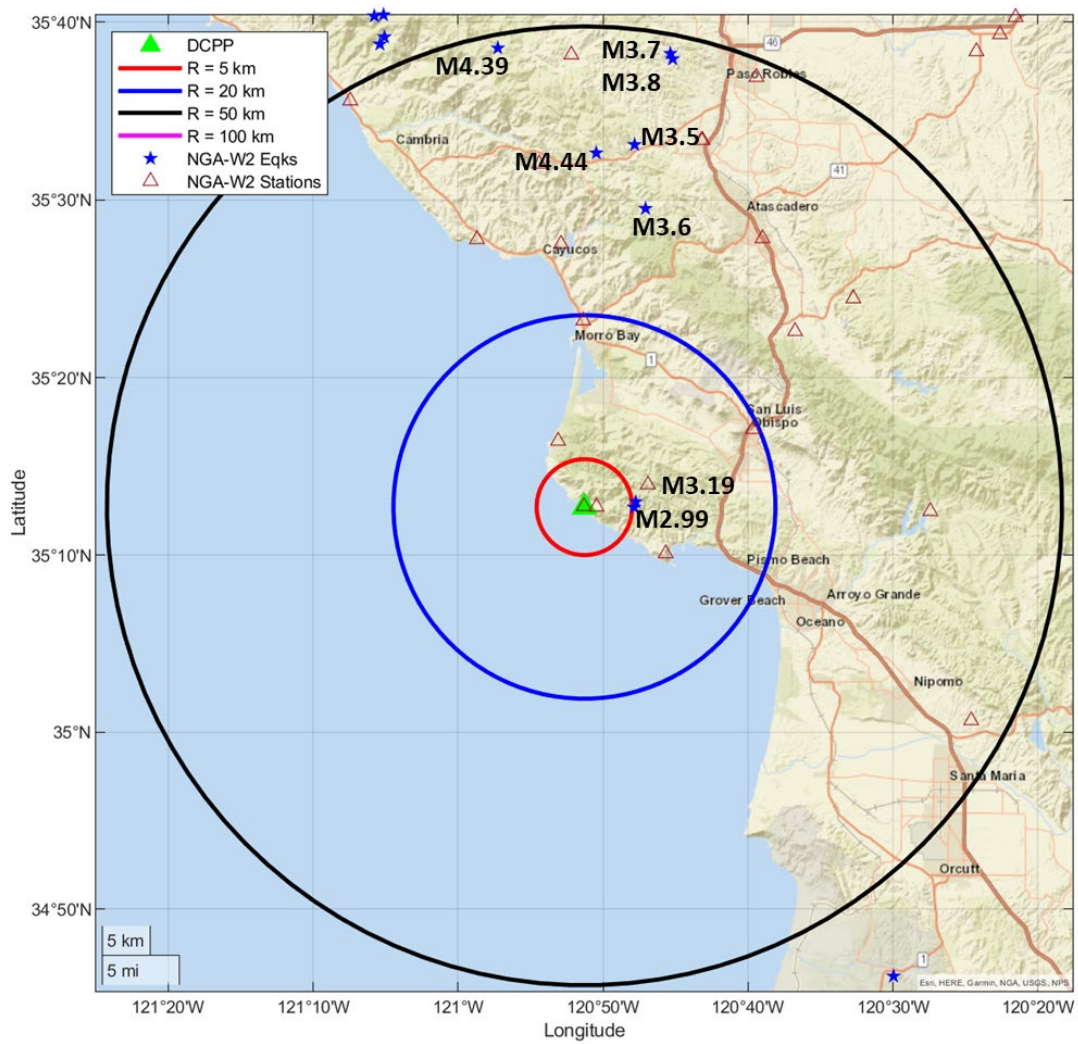 35°40'N
35°30'N
35°20'N
35°10'N
35°N
34°50'N
Latitude
DCPP
R = 5 km
R = 20 km
R = 50 km
R = 100 km
NGA-W2 Eqks
NGA-W2 Stations
M4.39
M3.7
M3.8
46
Paso Robles
Cambria
M3.5
M4.44
41
Atascadero
M3.6
Cayucos
Morro Bay
1
San Luis
Obispo
M3.19
M2.99
Pismo Beach
Grover Beach
Arroyo Grande
Oceano
Nipomo
Santa Maria
Orcutt
1
5 km
5 mi
Esri, HERE, Garmin, NGA, USGS, NPS
121°20'W
121°10'W
121°W
120°50'W
120°40'W
120°30'W
120°20'W
Longitude